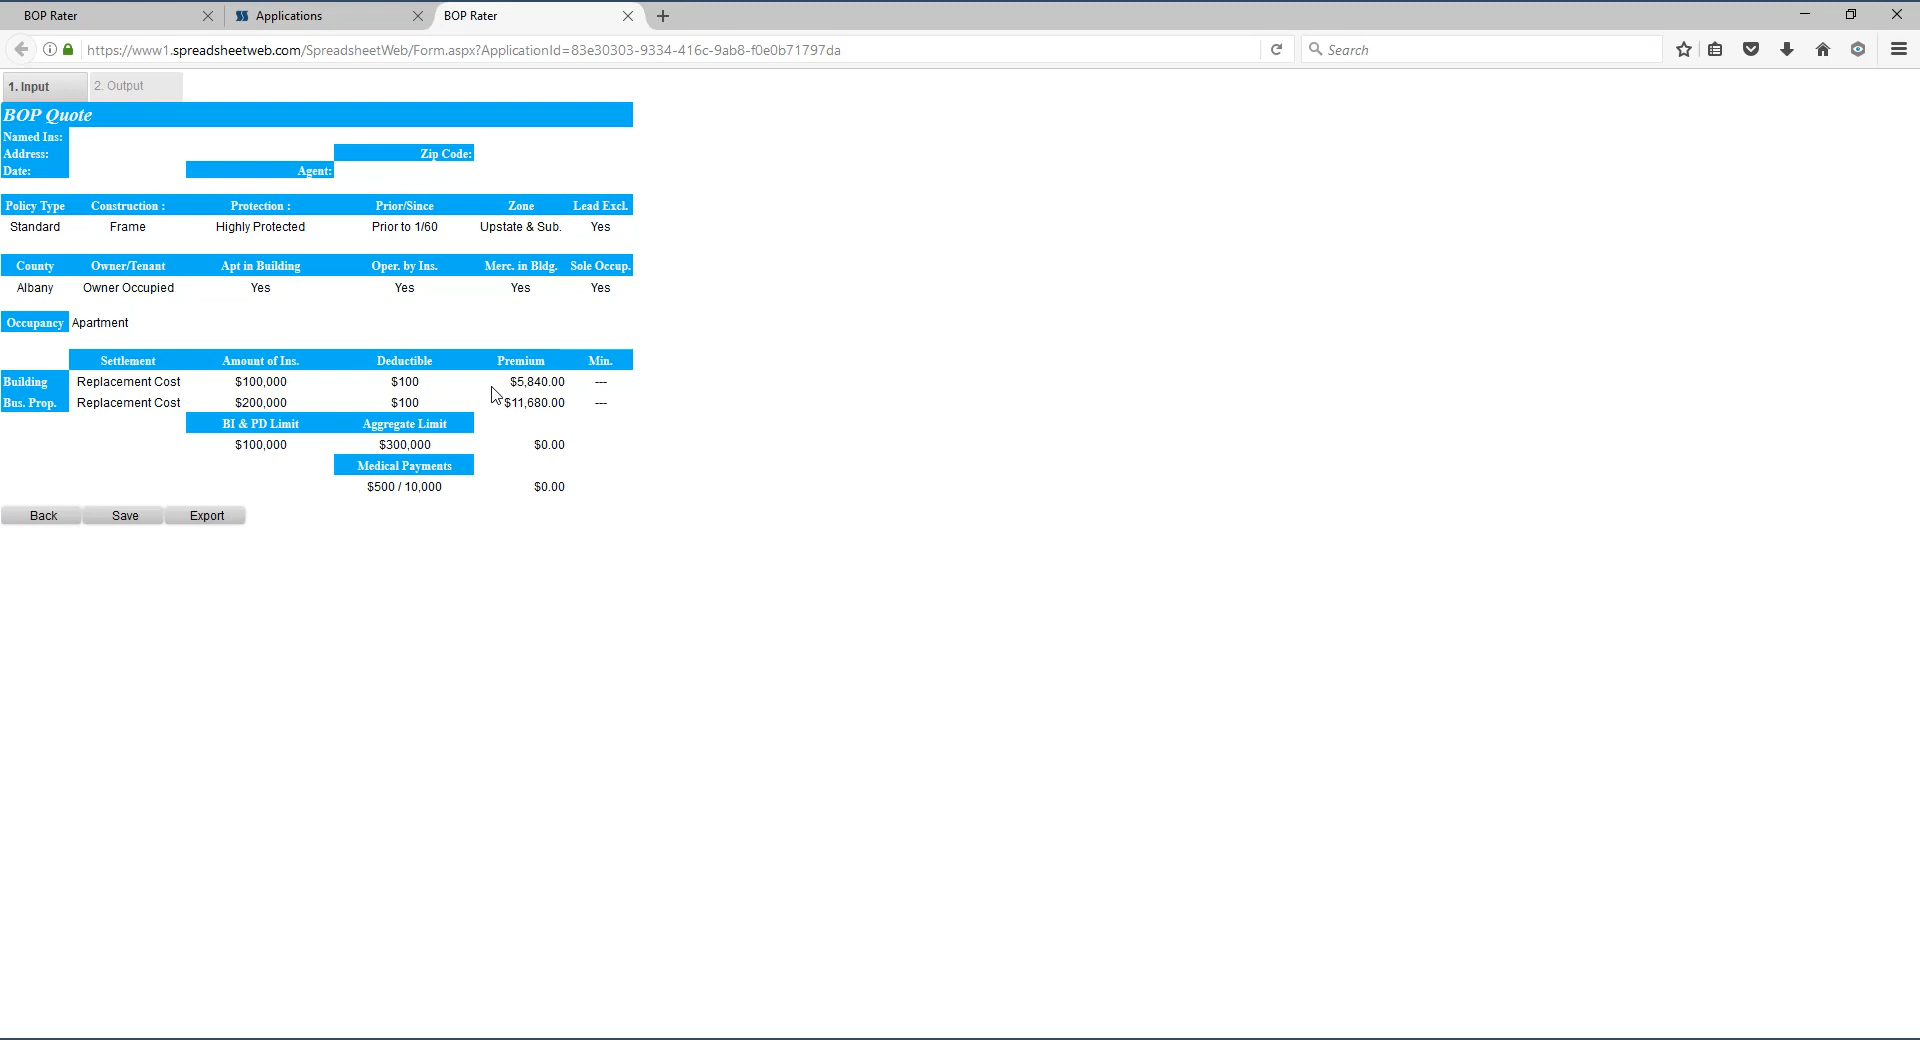 BOP Rater Applications BOP Rater
https://www1.spreadsheetweb.com/SpreadsheetWeb/Form.aspx?ApplicationId=83e30303-9334-416c-9ab8-f0e0b71797da Search
1. Input 2. Output
BOP Quote
Named Ins:
Address: Zip Code:
Date: Agent:
Policy Type Construction : Protection : Prior/Since Zone Lead Excl.
Standard Frame Highly Protected Prior to 1/60 Upstate & Sub. Yes
County Owner/Tenant Apt in Building Oper. by Ins. Merc. in Bldg. Sole Occup.
Albany Owner Occupied Yes Yes Yes Yes
Occupancy Apartment
Settlement Amount of Ins. Deductible Premium Min.
Building Replacement Cost $100,000 $100 $5,840.00 ---
Bus. Prop. Replacement Cost $200,000 $100 $11,680.00 ---
BI & PD Limit Aggregate Limit
$100,000 $300,000 $0.00
Medical Payments
$500 / 10,000 $0.00
Back Save Export